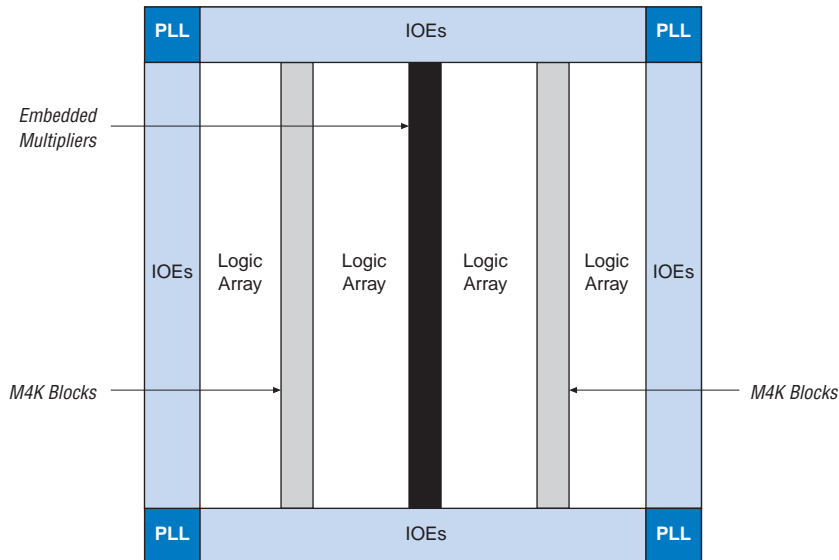 PLL
IOEs
PLL
Embedded
Multipliers
IOEs
Logic
Array
Logic
Array
Logic
Array
Logic
Array
IOEs
M4K Blocks
M4K Blocks
PLL
IOEs
PLL